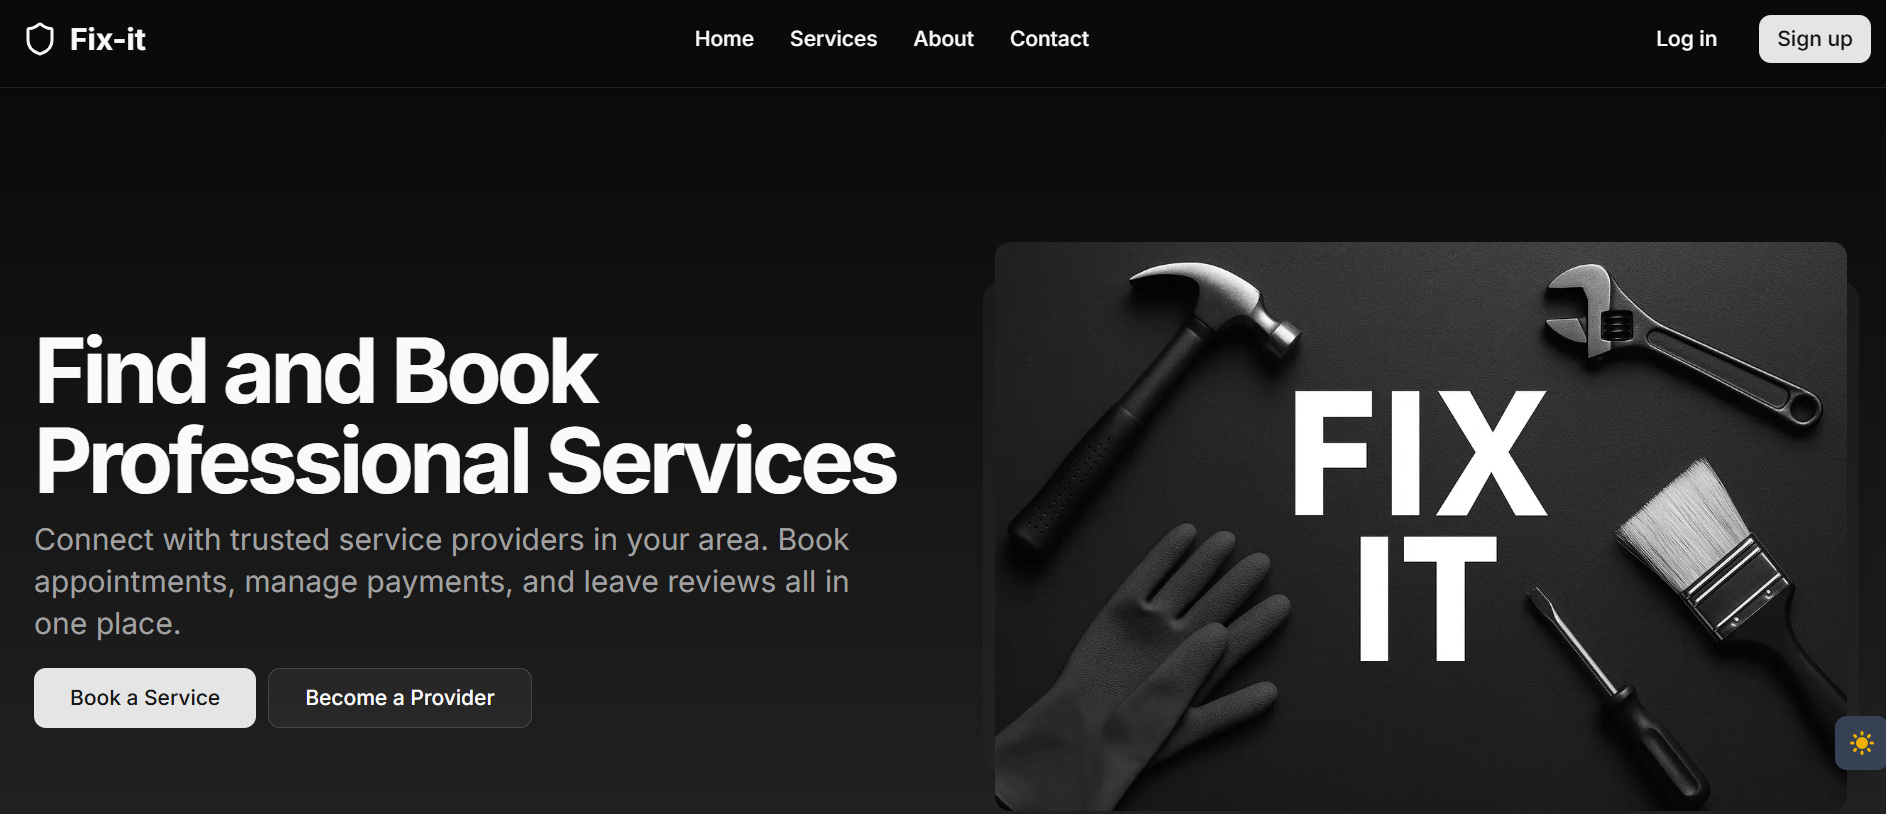 Fix-it
Home
Services
About
Contact
Log in
Sign up
Find and Book
Professional Services
Connect with trusted service providers in your area. Book
appointments, manage payments, and leave reviews all in
one place.
Book a Service
Become a Provider
FIX
IT